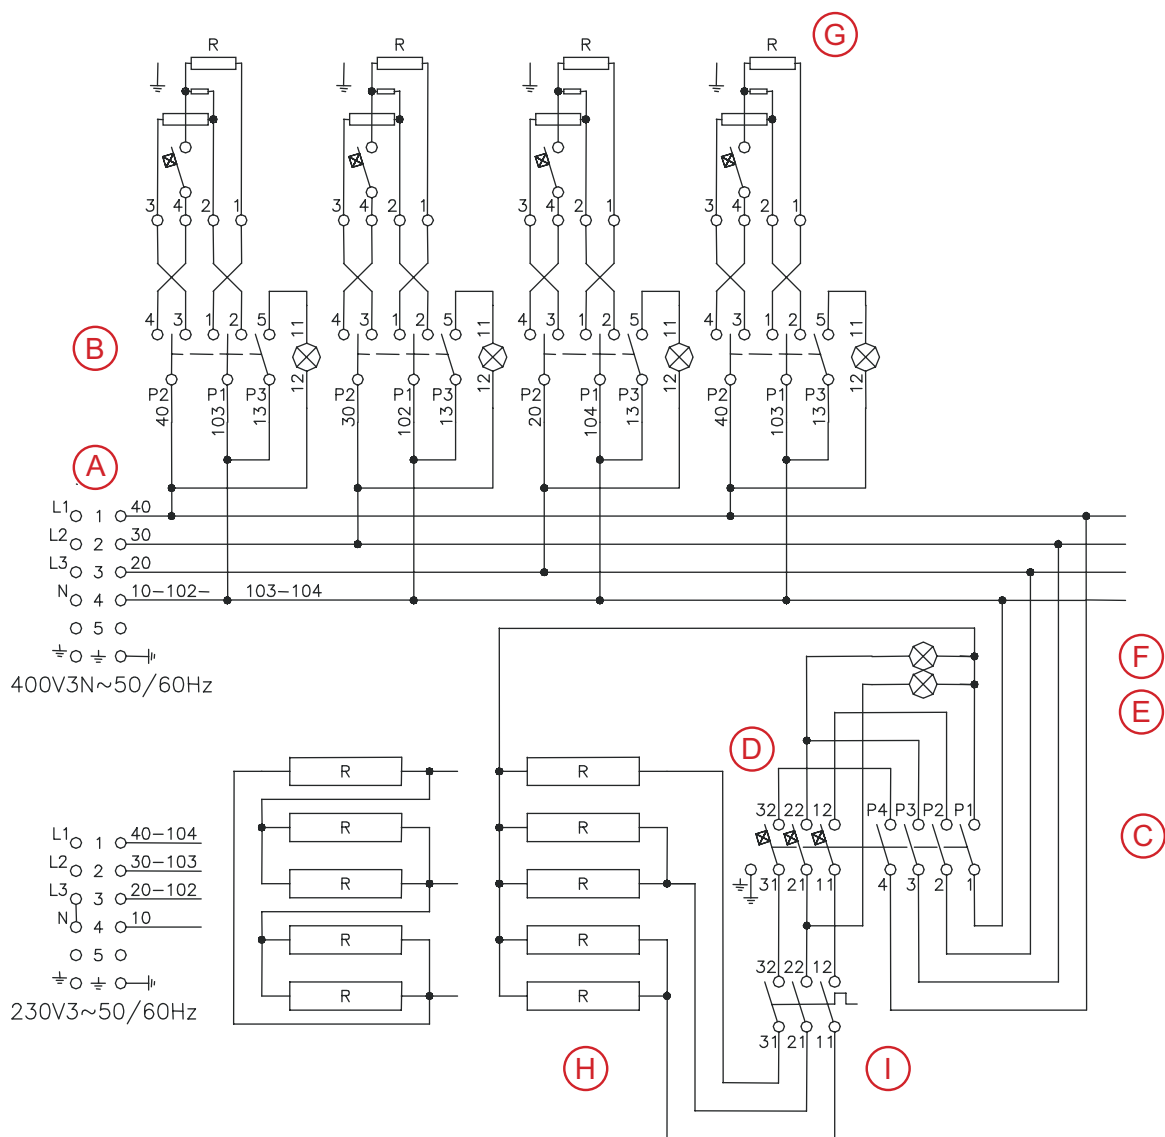 R R R R G
3 4 2 1 3 4 2 1 3 4 2 1 3 4 2 1
4 3 1 2 5 11 4 3 1 2 5 11 4 3 1 2 5 11 4 3 1 2 5 11
B
12 12 12 12
P2 P1 P3 P2 P1 P3 P2 P1 P3 P2 P1 P3
40 103 13 30 102 13 20 104 13 40 103 13
A
L1 1 40
L2 2 30
L3 3 20
N 4 10-102- 103-104
5
400V3N~50/60Hz
F
E
D
R R
32 22 12 P4 P3 P2 P1
R R
C
R R
31 21 11 4 3 2 1
R R
32 22 12
R R
31 21 11
L1 1 40-104
L2 2 30-103
L3 3 20-102
N 4 10
5
230V3~50/60Hz
H I